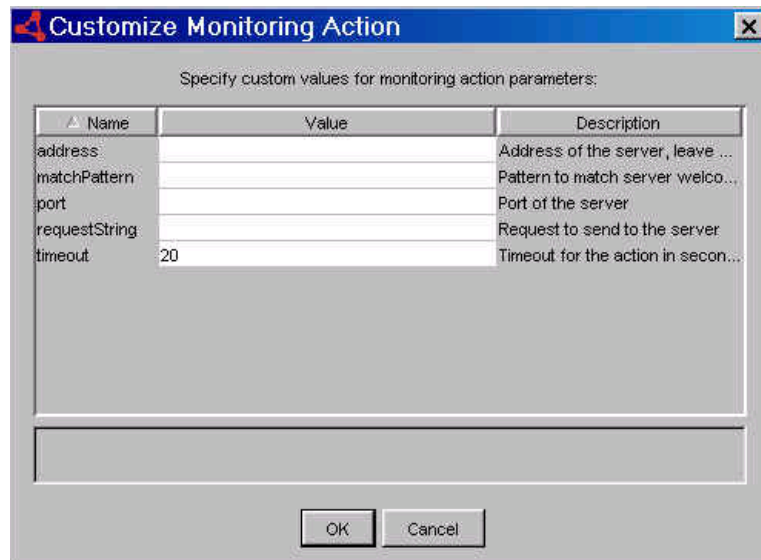 Customize Monitoring Action
Specify custom values for monitoring action parameters:
Name Value Description
address Address of the server, leave ...
matchPattern Pattern to match server welco...
port Port of the server
requestString Request to send to the server
timeout 20 Timeout for the action in secon...
OK Cancel